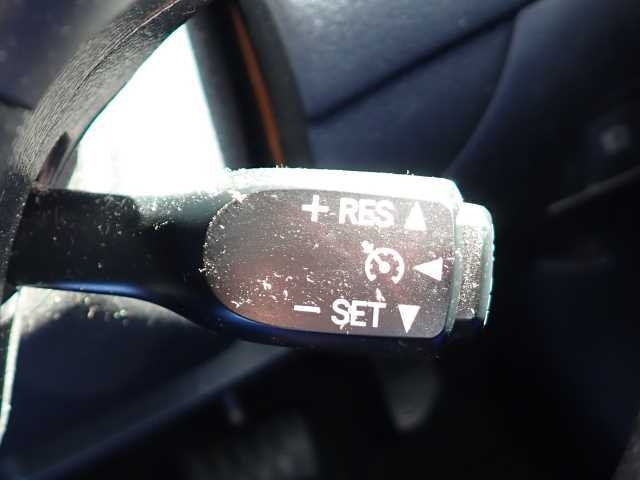 + RES
- SET